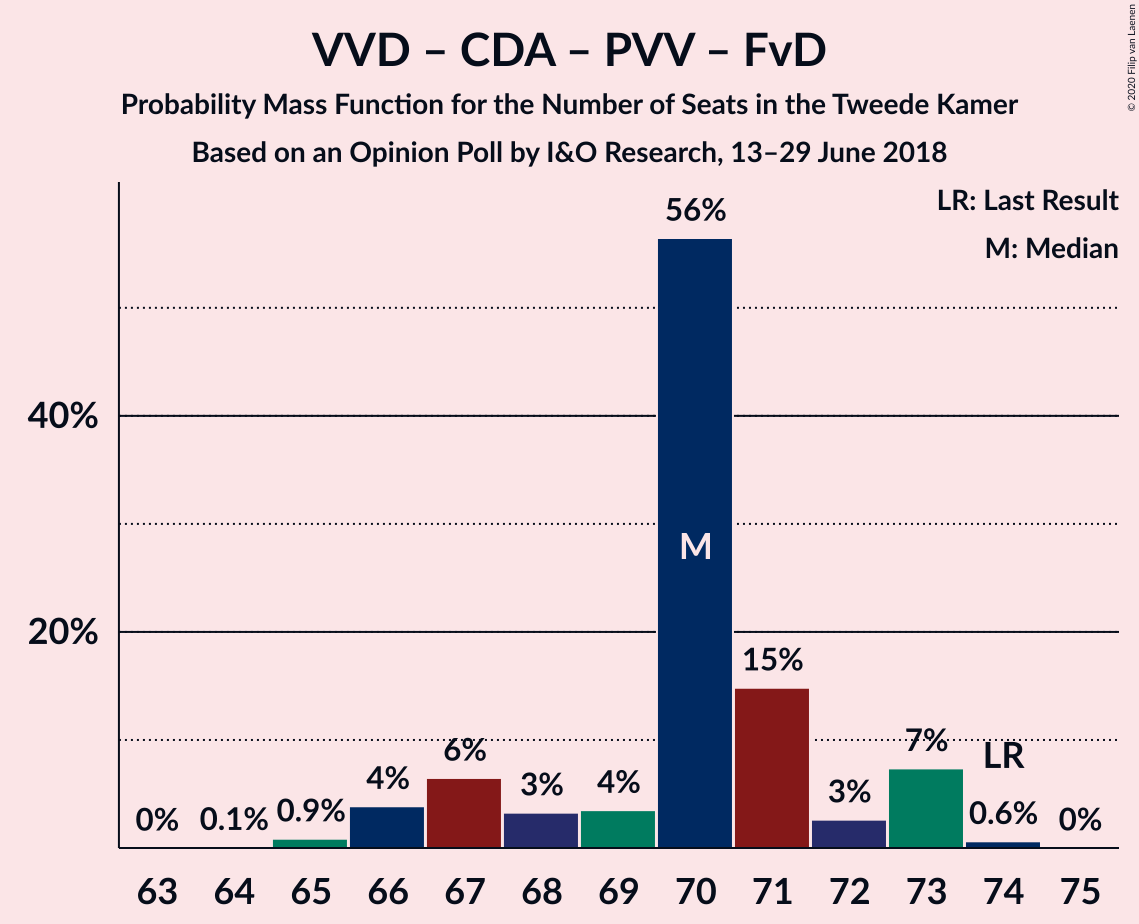 VVD – CDA – PVV – FvD
Probability Mass Function for the Number of Seats in the Tweede Kamer
Based on an Opinion Poll by I&O Research, 13–29 June 2018
© 2020 Filip van Laenen
LR: Last Result
M: Median
56%
40%
M
20%
15%
7%
LR
6%
4%
3%
4%
3%
0%
0.1%
0.9%
0.6%
0%
63 64 65 66 67 68 69 70 71 72 73 74 75